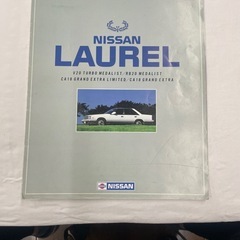 NISSAN
LAUREL
V20 TURBO MEDALIST/RB20 MEDALIST
CA18 GRAND EXTRA LIMITED/CA18 GRAND EXTRA
NISSAN